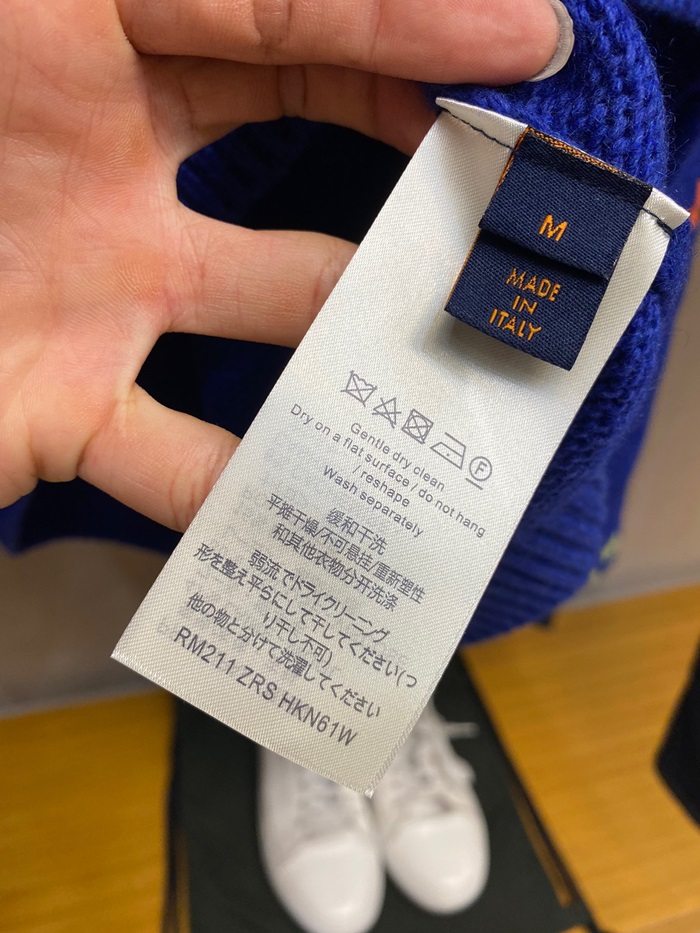 M
MADE
IN
ITALY
F
Gentle dry clean
Dry on a flat surface / do not hang
/ reshape
Wash separately
缓和干洗
平摊干燥/不可悬挂/重新塑性
和其他衣物分开洗涤
弱流でドライクリーニング
形を整え平らにして干してください(つ
り干し不可)
他の物と分けて洗濯してください
RM211 ZRS HKN61W